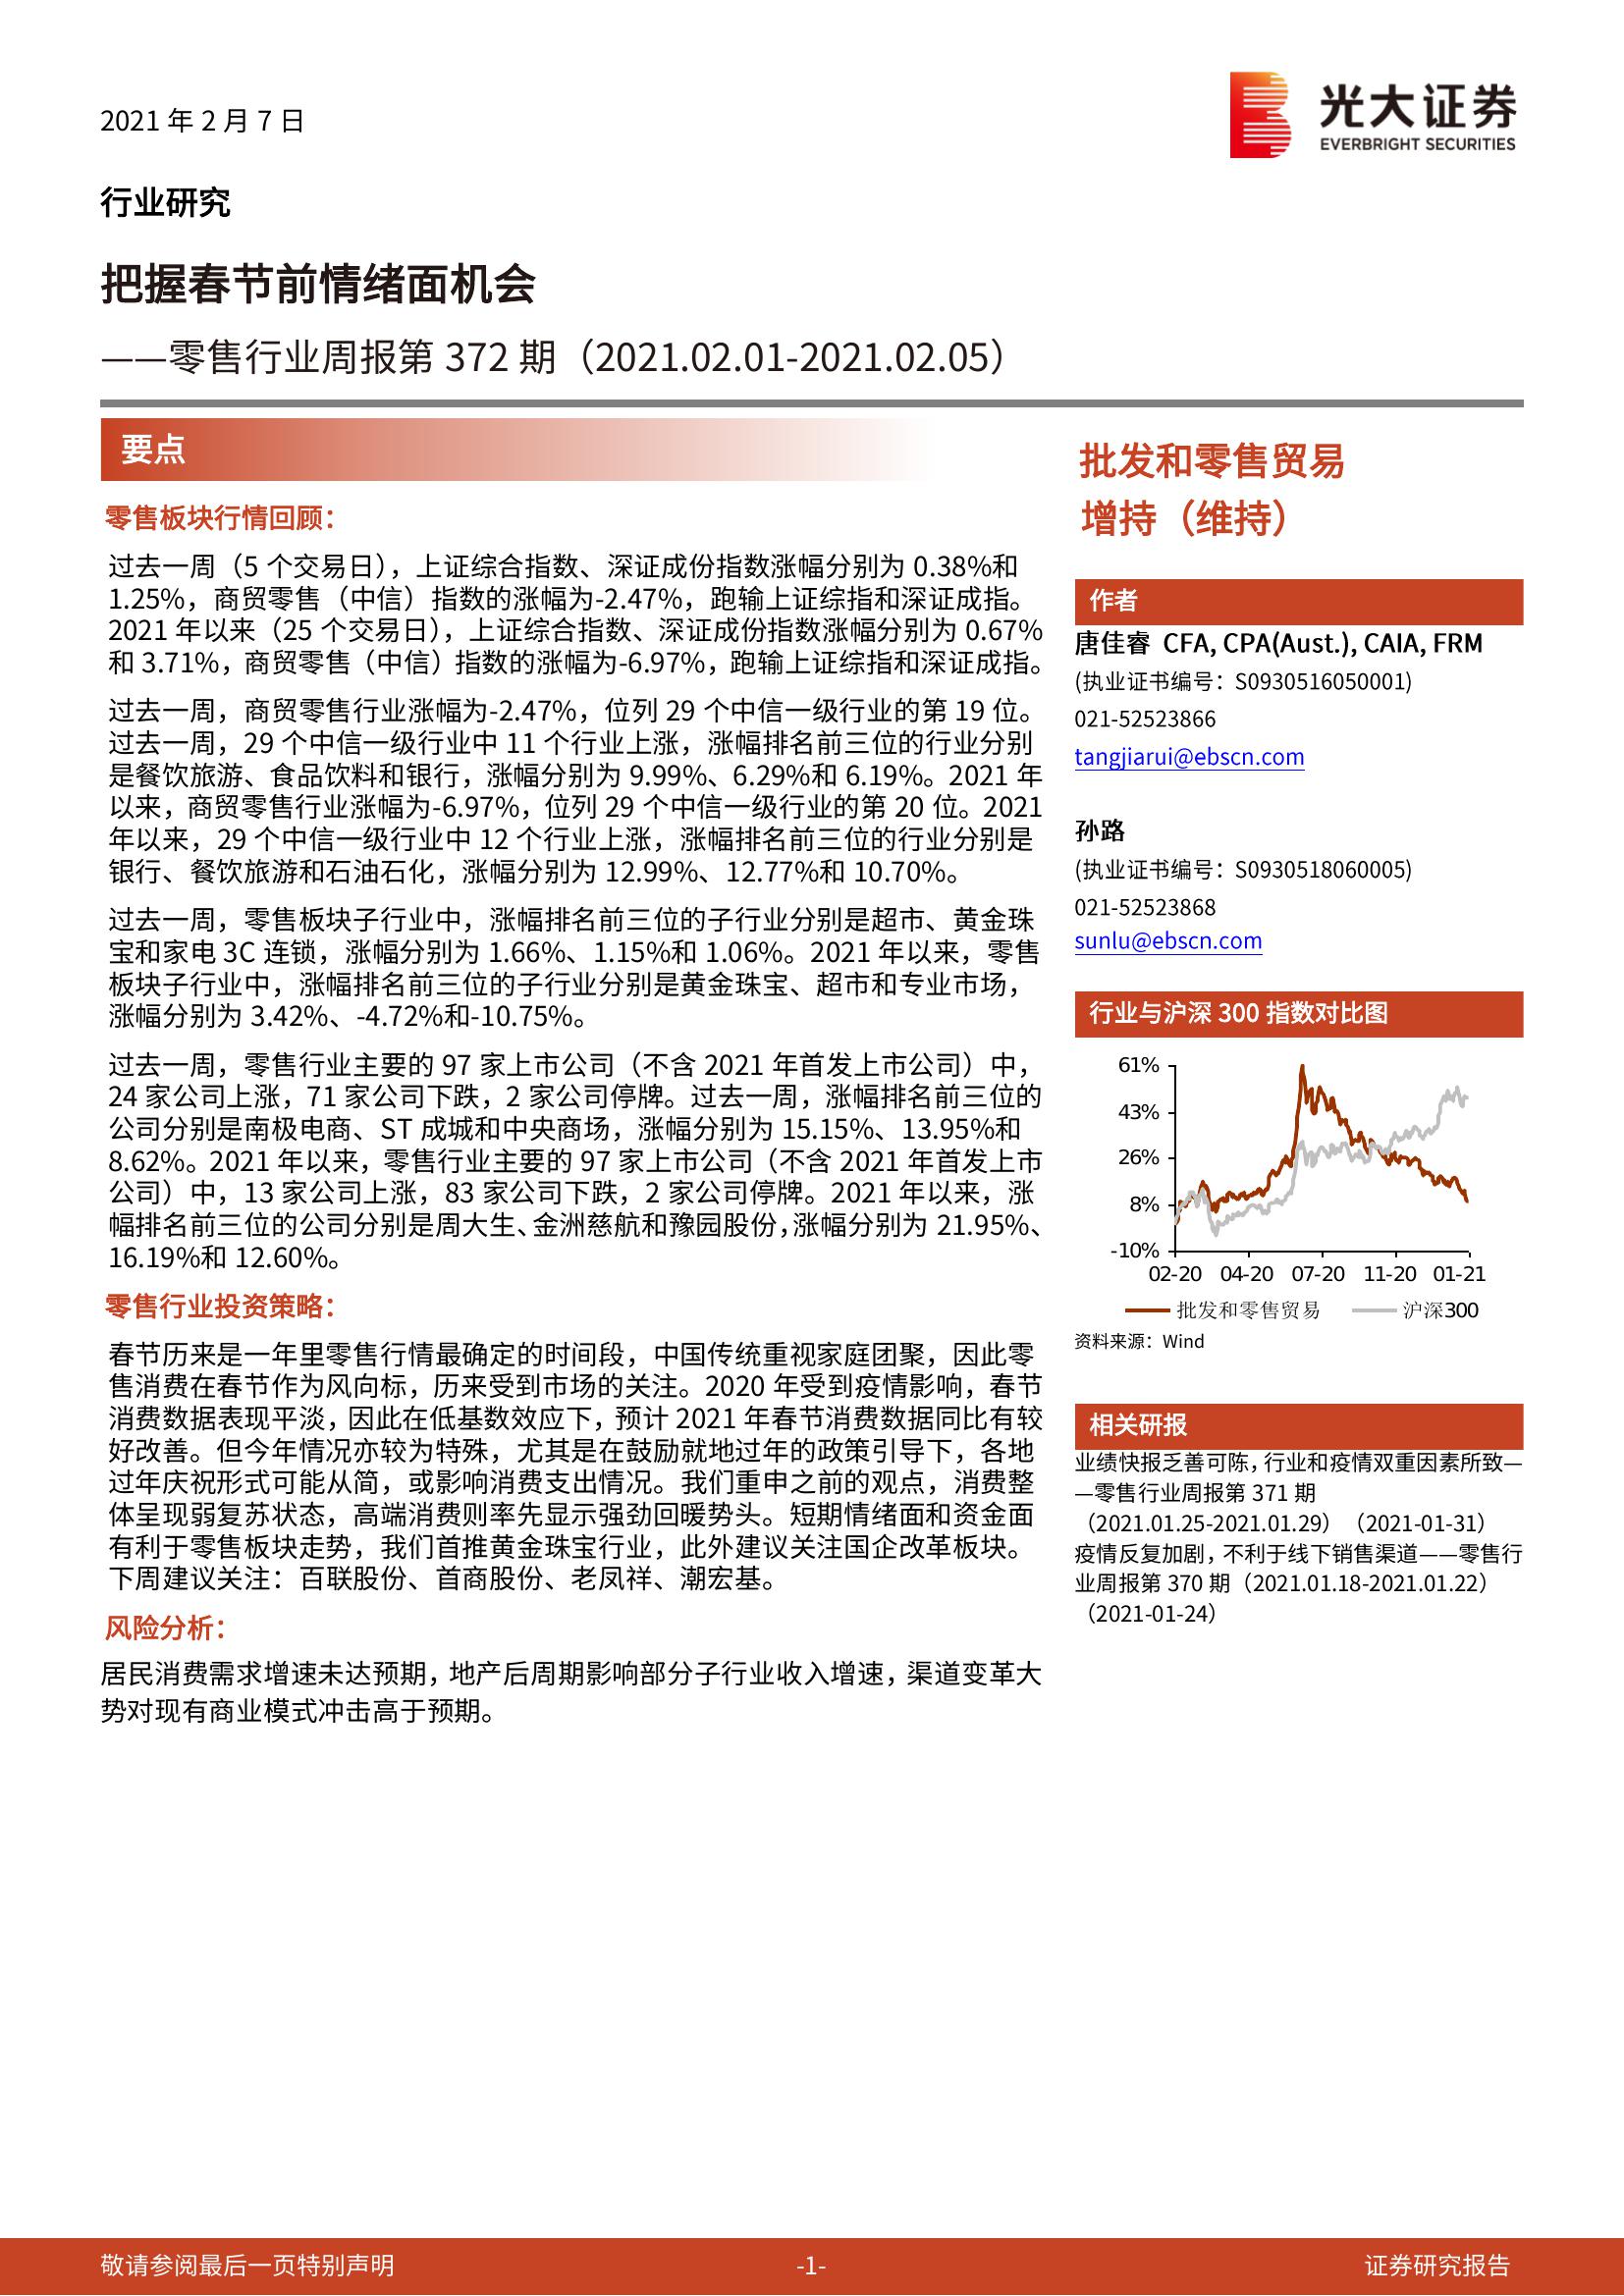 2021 年 2 月 7 日
光大证券
EVERBRIGHT SECURITIES
行业研究
把握春节前情绪面机会
——零售行业周报第 372 期（2021.02.01-2021.02.05）
要点
零售板块行情回顾：
过去一周（5 个交易日），上证综合指数、深证成份指数涨幅分别为 0.38%和
1.25%，商贸零售（中信）指数的涨幅为-2.47%，跑输上证综指和深证成指。
2021 年以来（25 个交易日），上证综合指数、深证成份指数涨幅分别为 0.67%
和 3.71%，商贸零售（中信）指数的涨幅为-6.97%，跑输上证综指和深证成指。
过去一周，商贸零售行业涨幅为-2.47%，位列 29 个中信一级行业的第 19 位。
过去一周，29 个中信一级行业中 11 个行业上涨，涨幅排名前三位的行业分别
是餐饮旅游、食品饮料和银行，涨幅分别为 9.99%、6.29%和 6.19%。2021 年
以来，商贸零售行业涨幅为-6.97%，位列 29 个中信一级行业的第 20 位。2021
年以来，29 个中信一级行业中 12 个行业上涨，涨幅排名前三位的行业分别是
银行、餐饮旅游和石油石化，涨幅分别为 12.99%、12.77%和 10.70%。
过去一周，零售板块子行业中，涨幅排名前三位的子行业分别是超市、黄金珠
宝和家电 3C 连锁，涨幅分别为 1.66%、1.15%和 1.06%。2021 年以来，零售
板块子行业中，涨幅排名前三位的子行业分别是黄金珠宝、超市和专业市场，
涨幅分别为 3.42%、-4.72%和-10.75%。
过去一周，零售行业主要的 97 家上市公司（不含 2021 年首发上市公司）中，
24 家公司上涨，71 家公司下跌，2 家公司停牌。过去一周，涨幅排名前三位的
公司分别是南极电商、ST 成城和中央商场，涨幅分别为 15.15%、13.95%和
8.62%。2021 年以来，零售行业主要的 97 家上市公司（不含 2021 年首发上市
公司）中，13 家公司上涨，83 家公司下跌，2 家公司停牌。2021 年以来，涨
幅排名前三位的公司分别是周大生、金洲慈航和豫园股份，涨幅分别为 21.95%、
16.19%和 12.60%。
零售行业投资策略：
春节历来是一年里零售行情最确定的时间段，中国传统重视家庭团聚，因此零
售消费在春节作为风向标，历来受到市场的关注。2020 年受到疫情影响，春节
消费数据表现平淡，因此在低基数效应下，预计 2021 年春节消费数据同比有较
好改善。但今年情况亦较为特殊，尤其是在鼓励就地过年的政策引导下，各地
过年庆祝形式可能从简，或影响消费支出情况。我们重申之前的观点，消费整
体呈现弱复苏状态，高端消费则率先显示强劲回暖势头。短期情绪面和资金面
有利于零售板块走势，我们首推黄金珠宝行业，此外建议关注国企改革板块。
下周建议关注：百联股份、首商股份、老凤祥、潮宏基。
风险分析：
居民消费需求增速未达预期，地产后周期影响部分子行业收入增速，渠道变革大
势对现有商业模式冲击高于预期。
批发和零售贸易
增持（维持）
作者
唐佳睿 CFA, CPA(Aust.), CAIA, FRM
(执业证书编号：S0930516050001)
021-52523866
tangjiarui@ebscn.com
孙路
(执业证书编号：S0930518060005)
021-52523868
sunlu@ebscn.com
行业与沪深 300 指数对比图
61%
43%
26%
8%
-10%
02-20 04-20 07-20 11-20 01-21
批发和零售贸易 沪深300
资料来源：Wind
相关研报
业绩快报乏善可陈，行业和疫情双重因素所致—
—零售行业周报第 371 期
（2021.01.25-2021.01.29）（2021-01-31）
疫情反复加剧，不利于线下销售渠道——零售行
业周报第 370 期（2021.01.18-2021.01.22）
（2021-01-24）
敬请参阅最后一页特别声明 -1- 证券研究报告